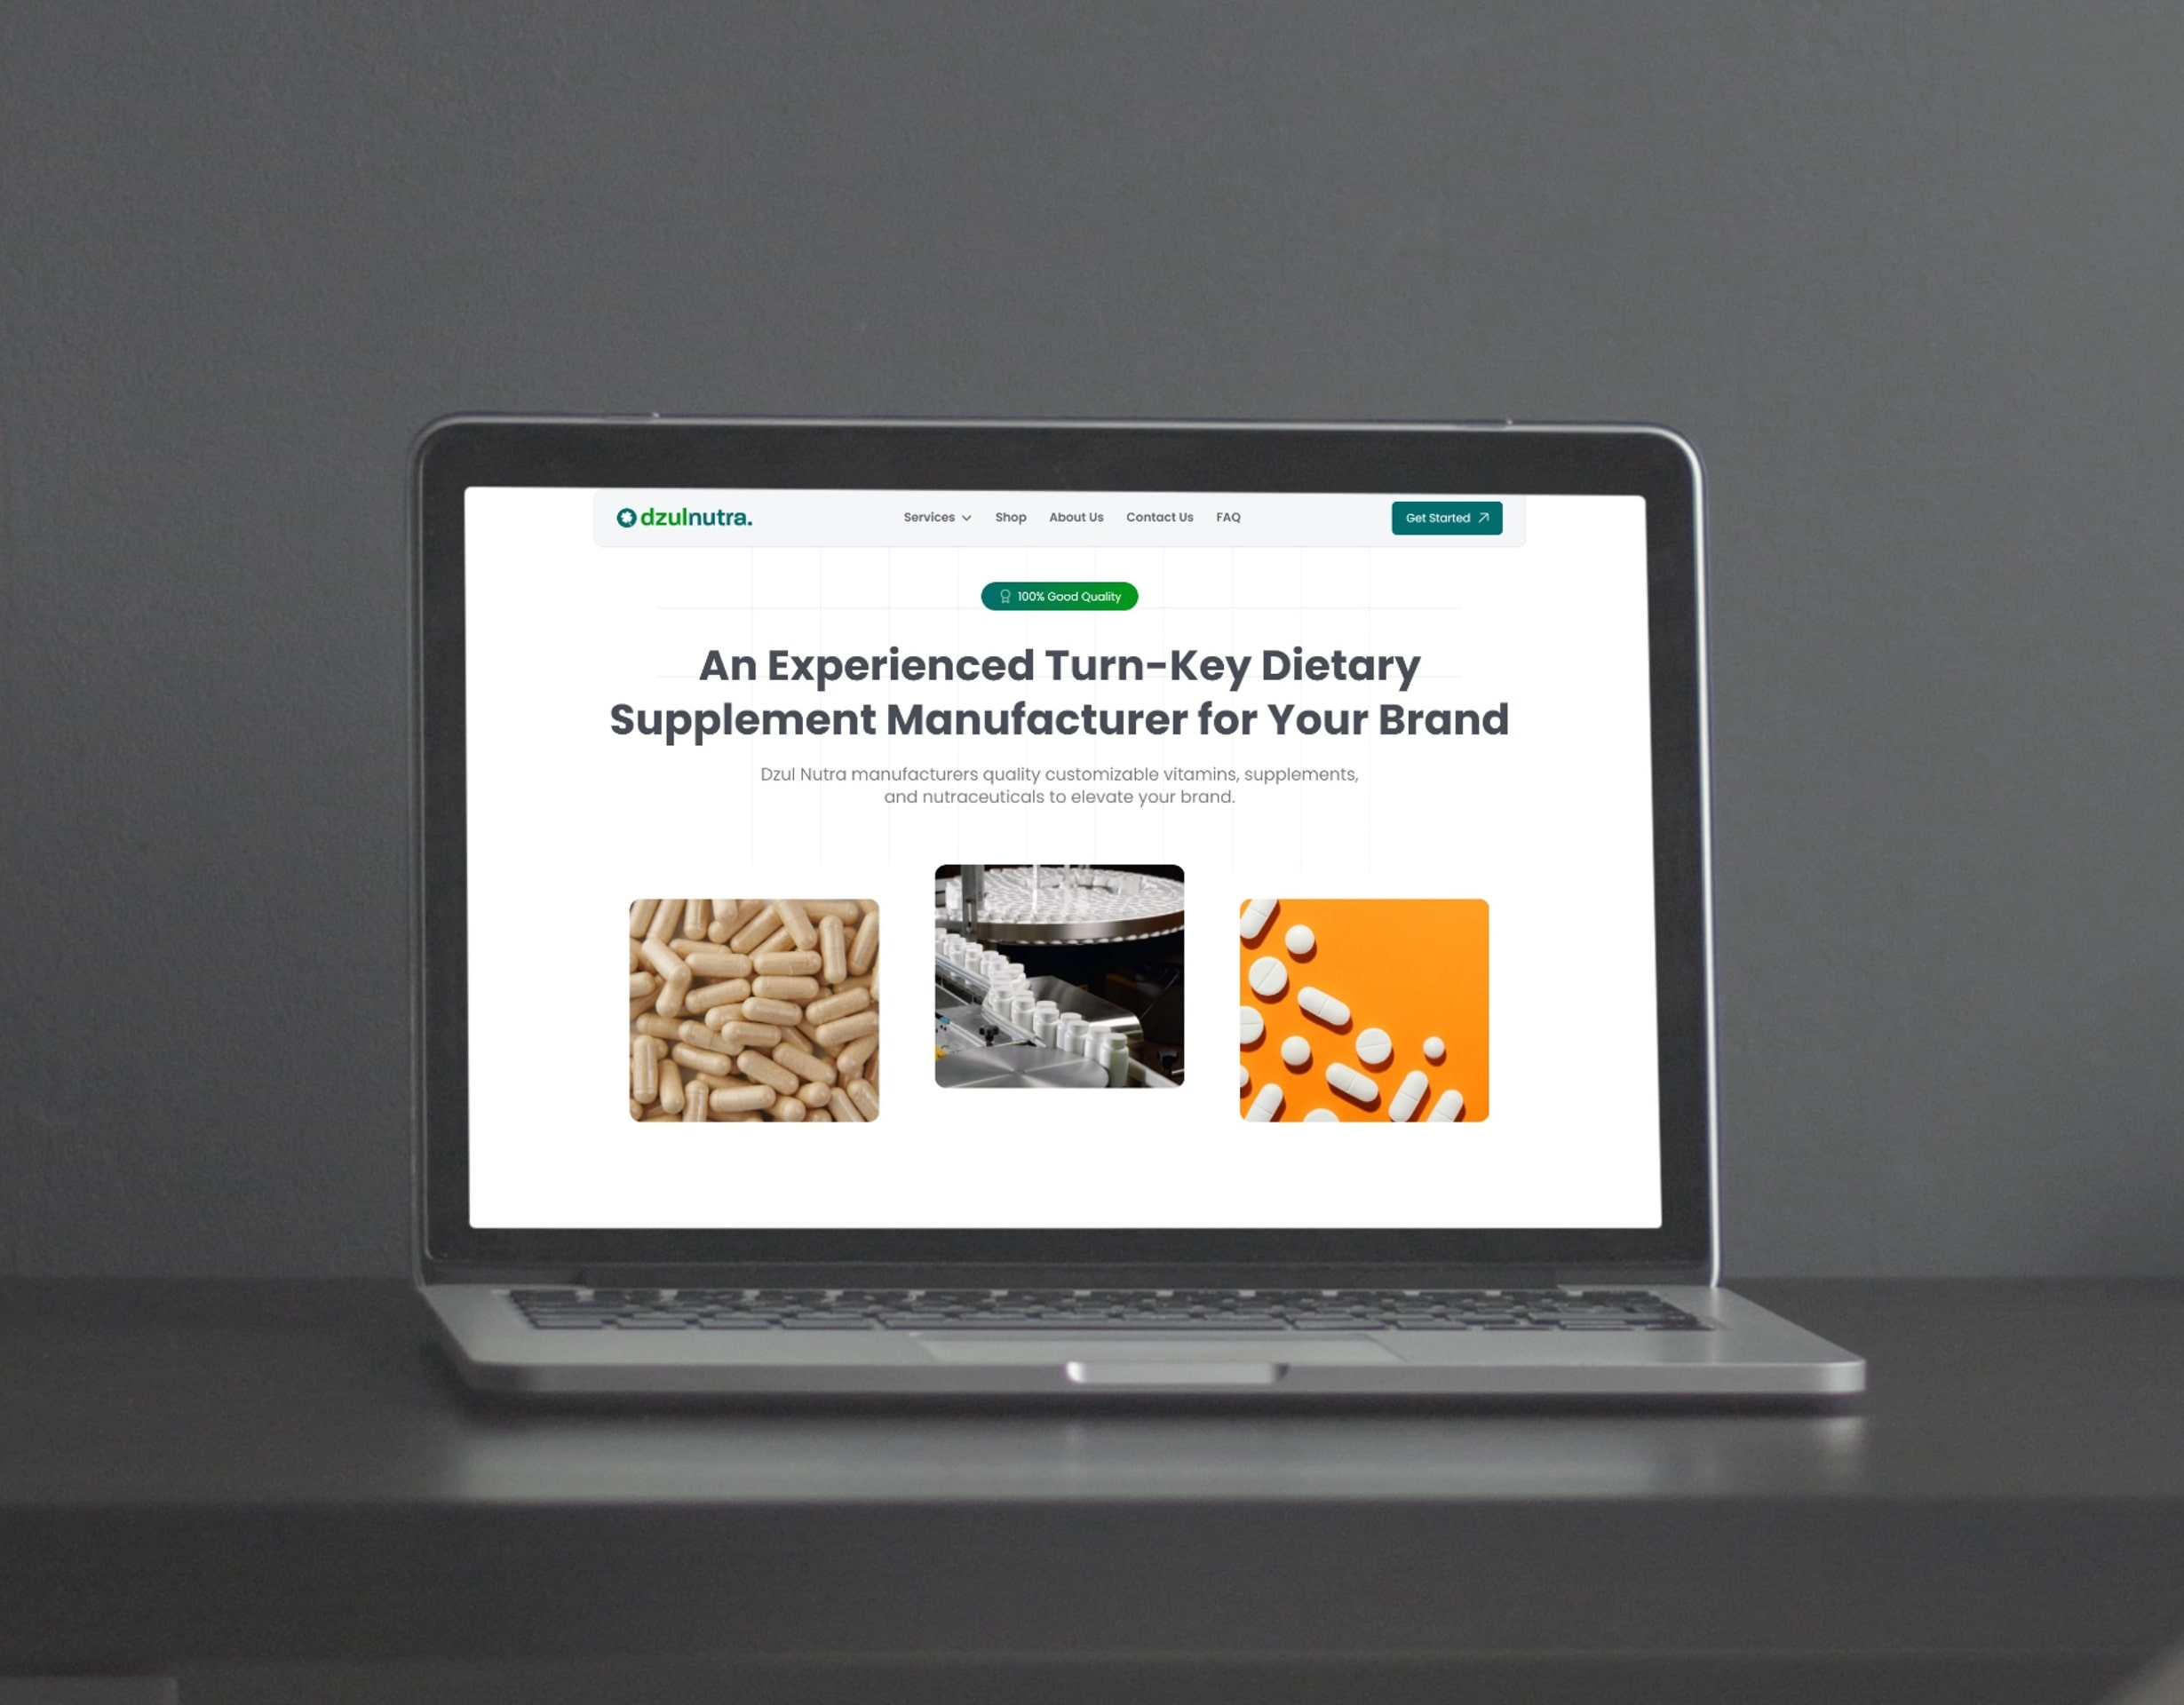 dzulnutra.
Services
Shop
About Us
Contact Us
FAQ
Get Started
100% Good Quality
An Experienced Turn-Key Dietary
Supplement Manufacturer for Your Brand
Dzul Nutra manufacturers quality customizable vitamins, supplements,
and nutraceuticals to elevate your brand.